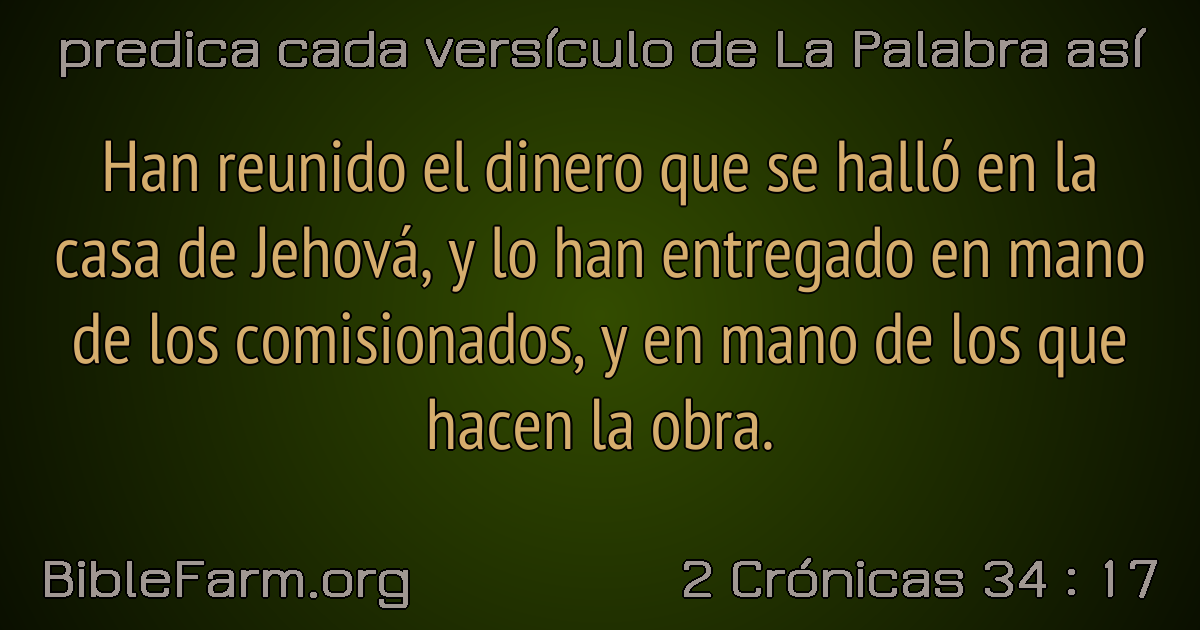 predica cada versículo de La Palabra así
Han reunido el dinero que se halló en la
casa de Jehová, y lo han entregado en mano
de los comisionados, y en mano de los que
hacen la obra.
BibleFarm.org
2 Crónicas 34 : 17